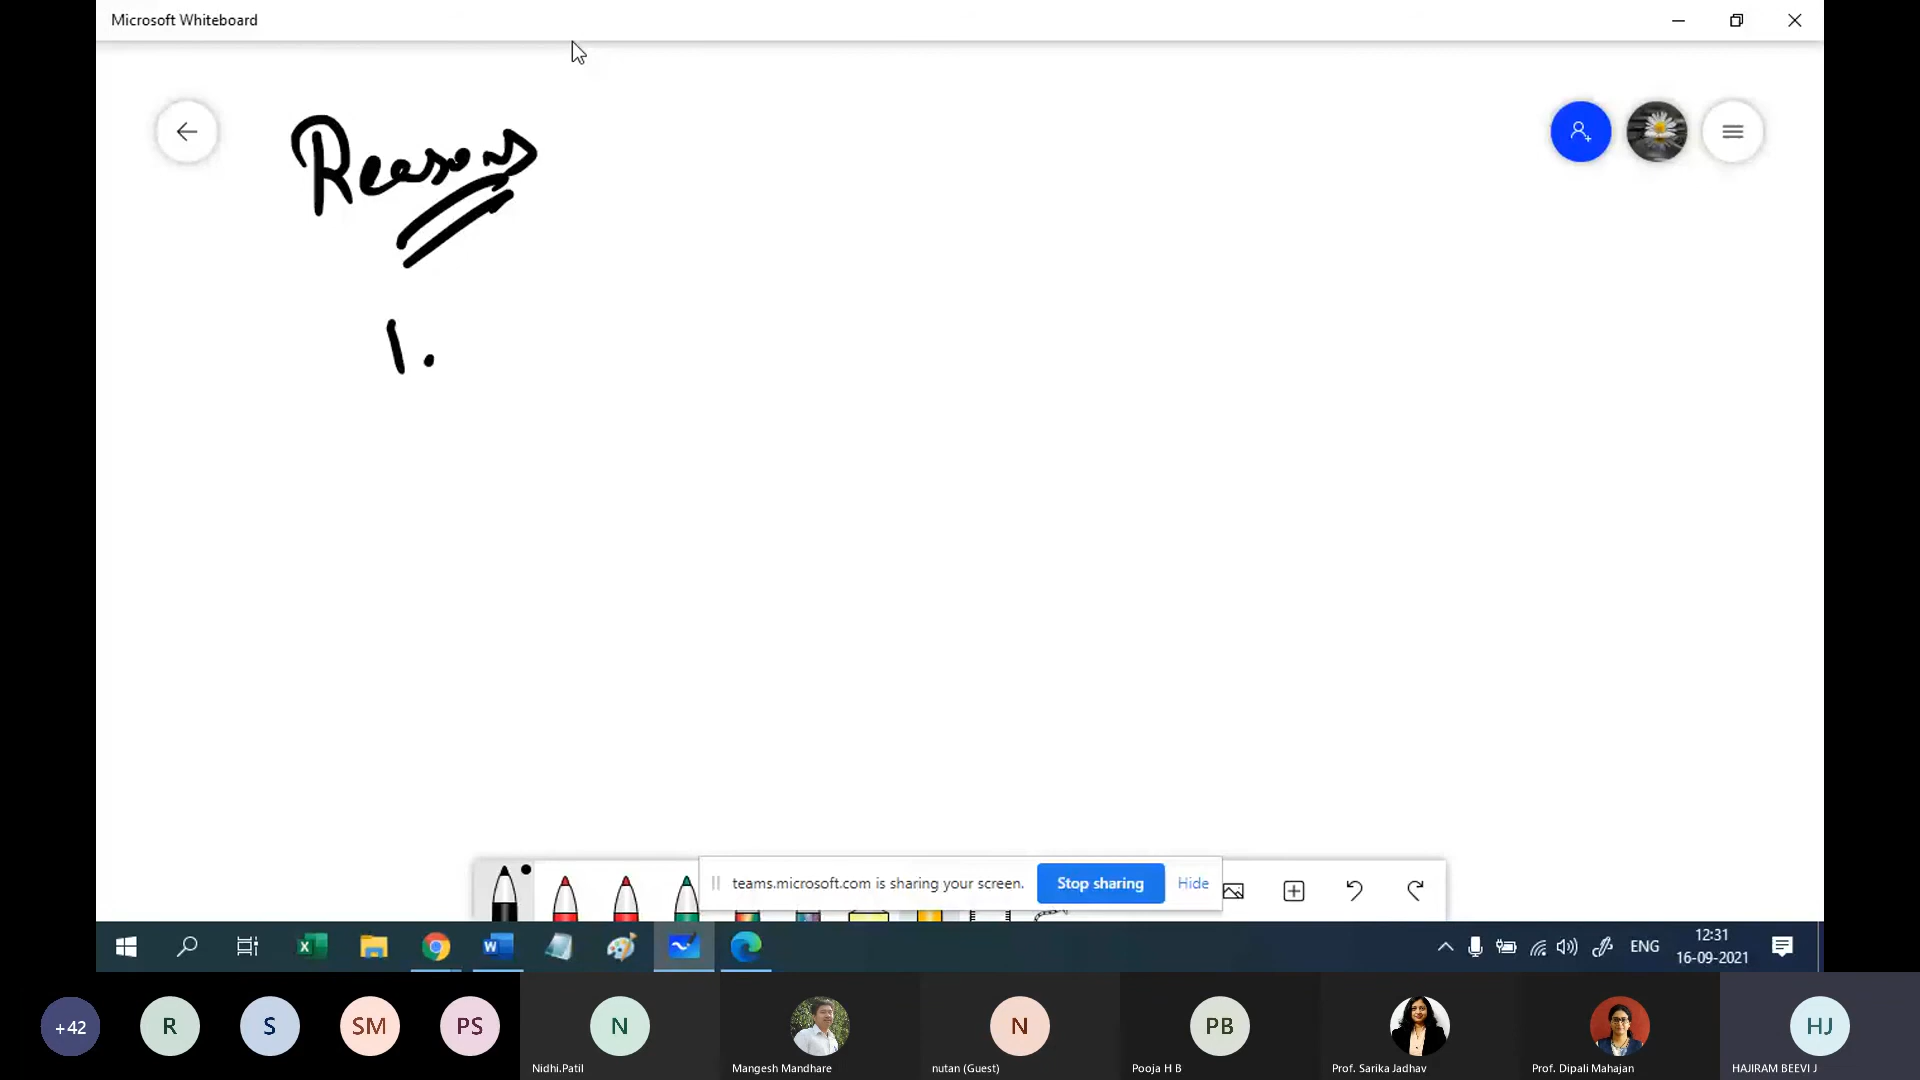 Microsoft Whiteboard
Reasons
1.
teams.microsoft.com is sharing your screen. Stop sharing Hide
ENG 12:31
16-09-2021
+42 R S SM PS N N PB HJ
Nidhi.Patil Mangesh Mandhare nutan (Guest) Pooja H B Prof. Sarika Jadhav Prof. Dipali Mahajan HAJIRAM BEEVI J